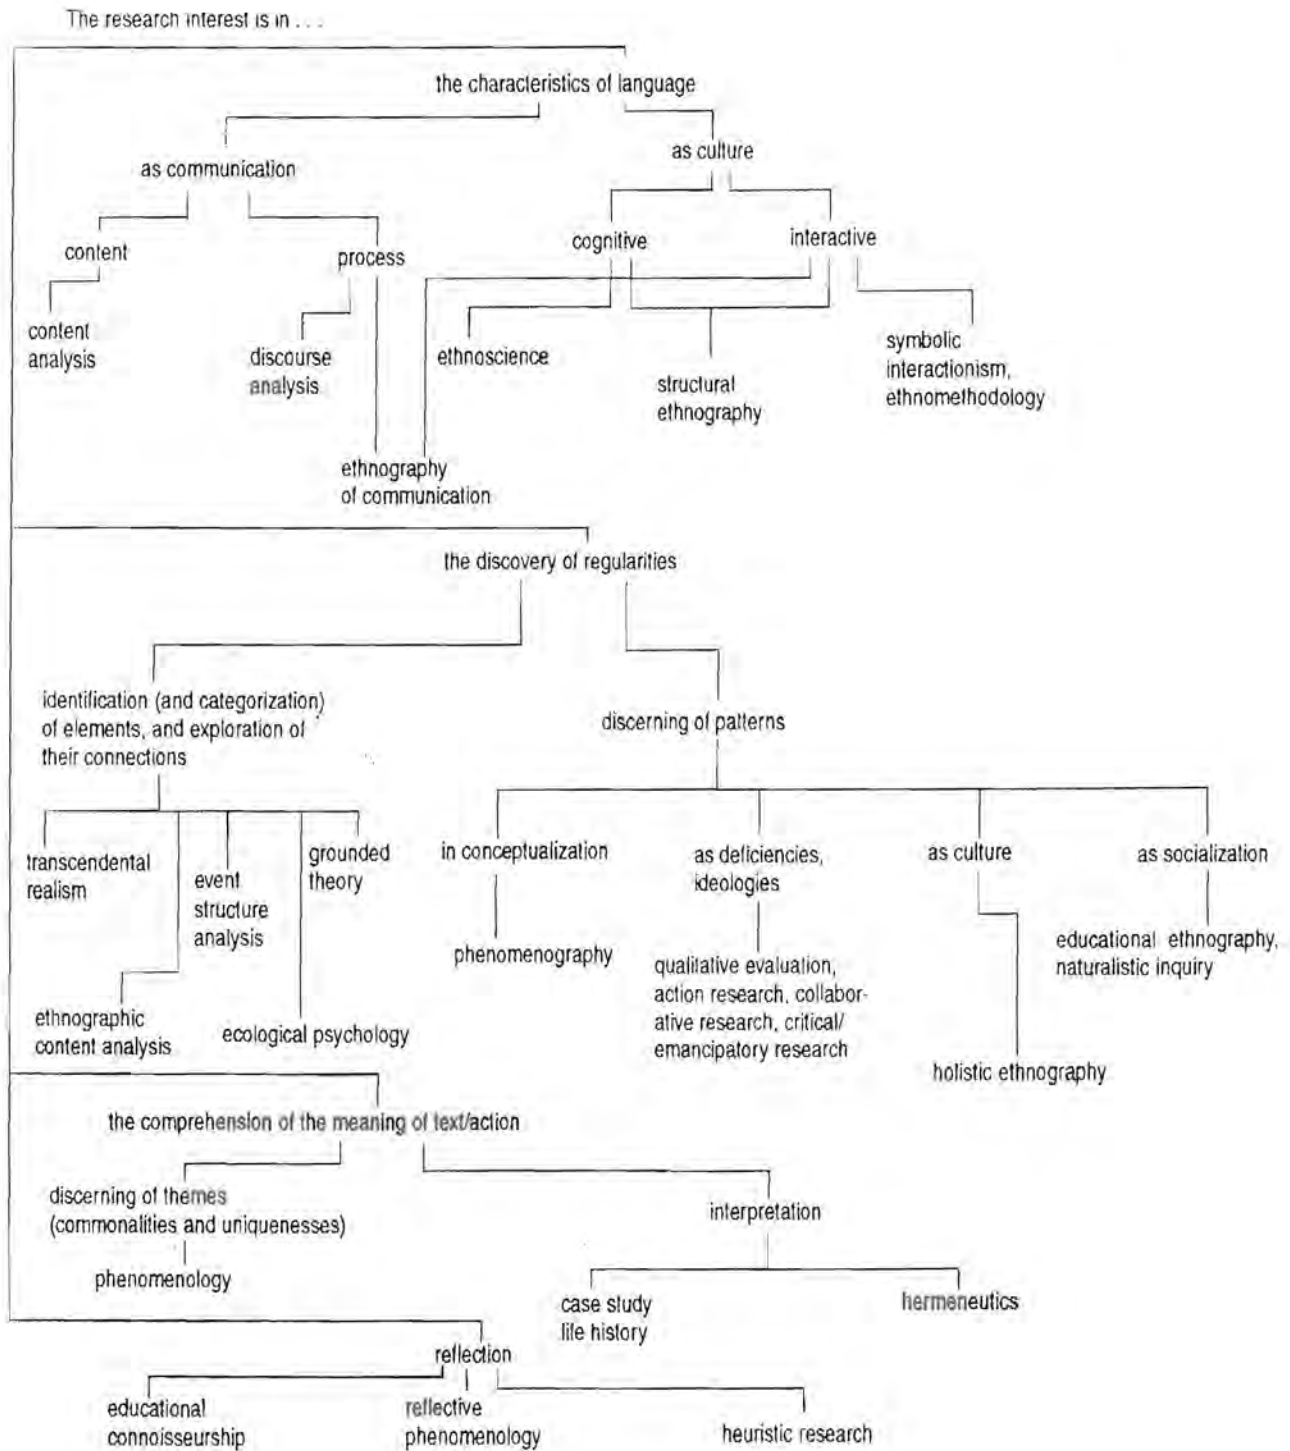 The research interest is in . . .
the characteristics of language
as communication
as culture
content
process
cognitive
interactive
content
analysis
discourse
analysis
ethnoscience
structural
ethnography
symbolic
interactionism,
ethnomethodology
ethnography
of communication
the discovery of regularities
identification (and categorization)
of elements, and exploration of
their connections
discerning of patterns
transcendental
realism
event
structure
analysis
grounded
theory
ethnographic
content analysis
ecological psychology
in conceptualization
as deficiencies,
ideologies
as culture
as socialization
phenomenography
qualitative evaluation,
action research, collabor-
ative research, critical/
emancipatory research
holistic ethnography
educational ethnography,
naturalistic inquiry
the comprehension of the meaning of text/action
discerning of themes
(commonalities and uniquenesses)
interpretation
phenomenology
case study
life history
hermeneutics
reflection
educational
connoisseurship
reflective
phenomenology
heuristic research